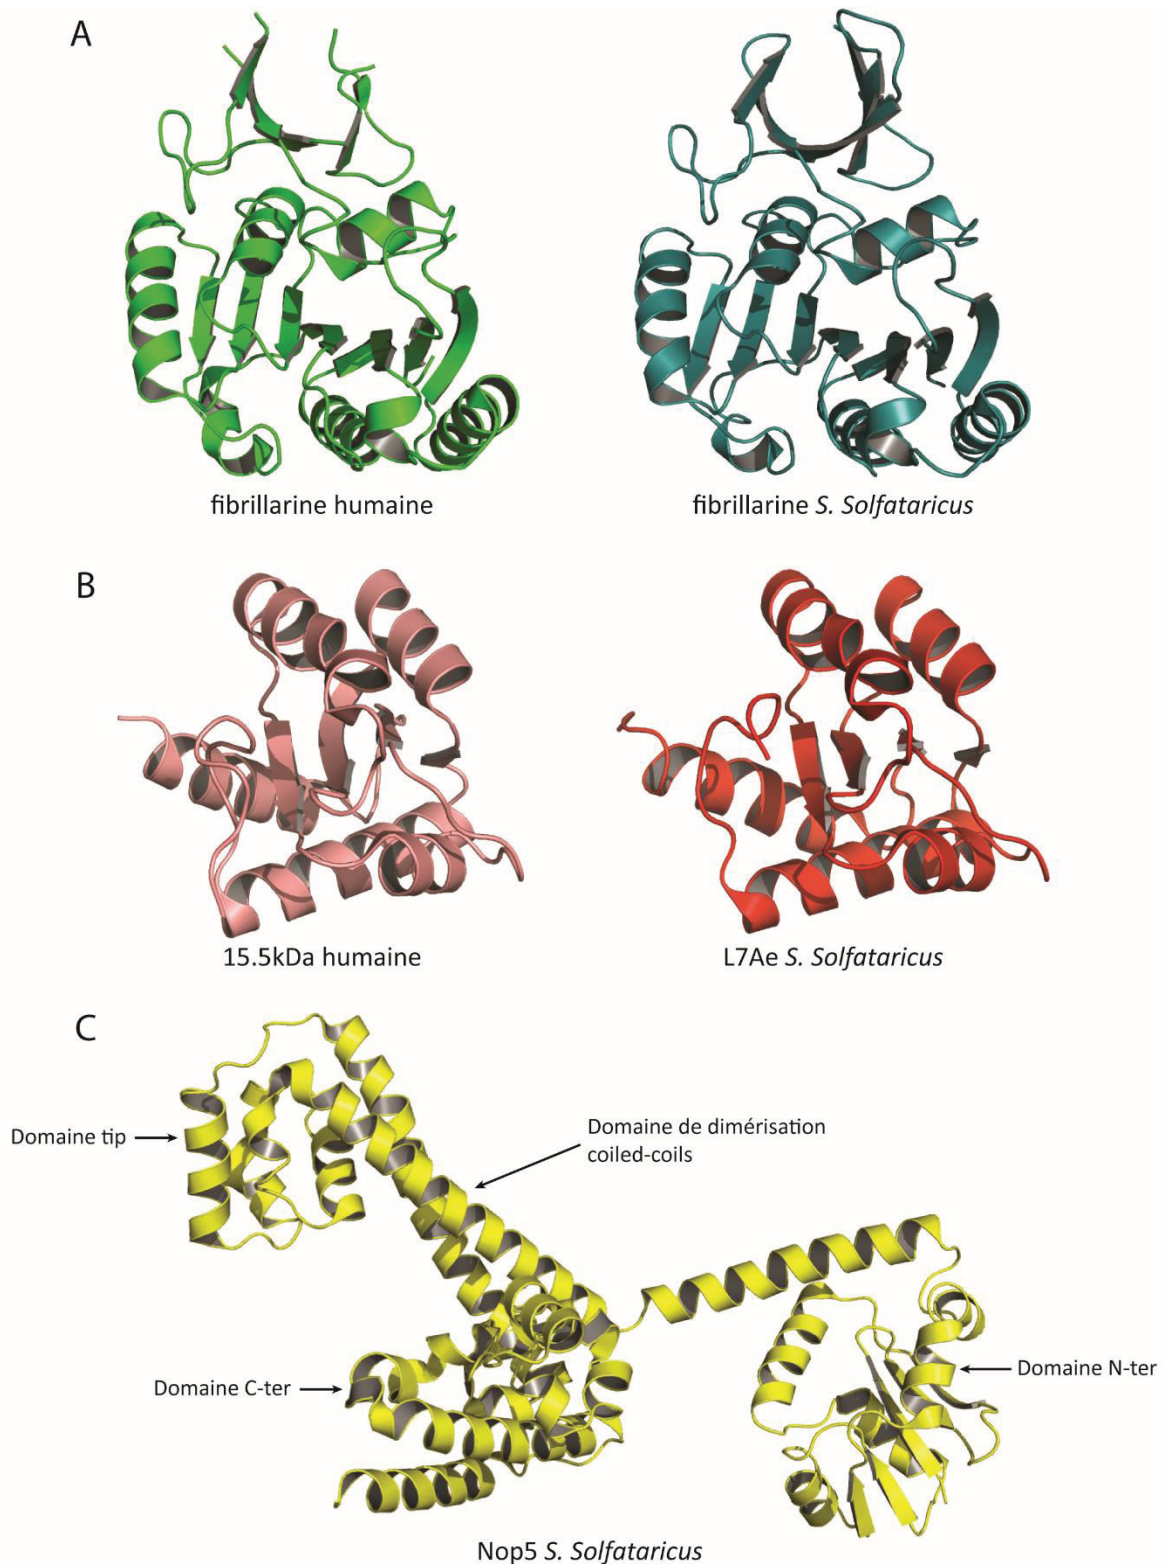 A
fibrillarine humaine
fibrillarine S. Solfataricus
B
15.5kDa humaine
L7Ae S. Solfataricus
C
Domaine tip
Domaine de dimérisation
coiled-coils
Domaine C-ter
Domaine N-ter
Nop5 S. Solfataricus